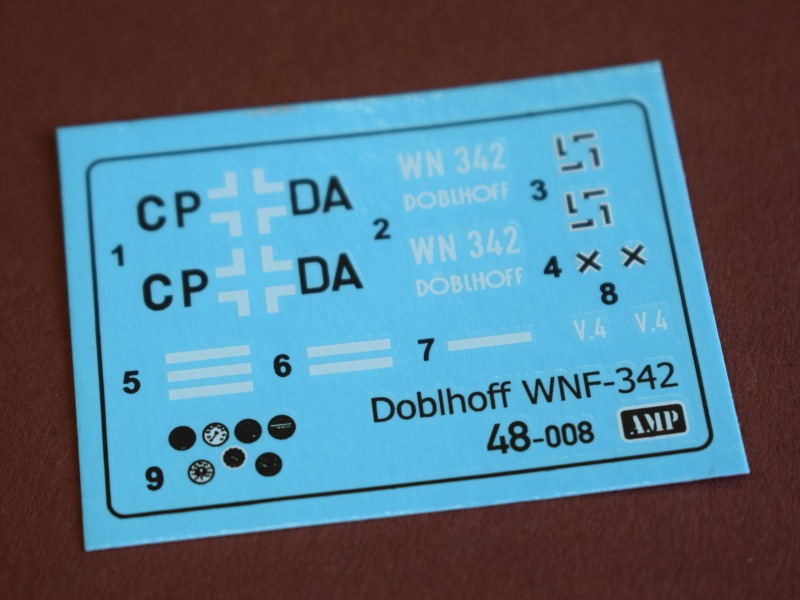 CP DA
1
CP DA
2
WN 342
DOBLHOFF
WN 342
DOBLHOFF
3
4
8
V.4 V.4
5
6
7
Doblhoff WNF-342
48-008
AMP
9